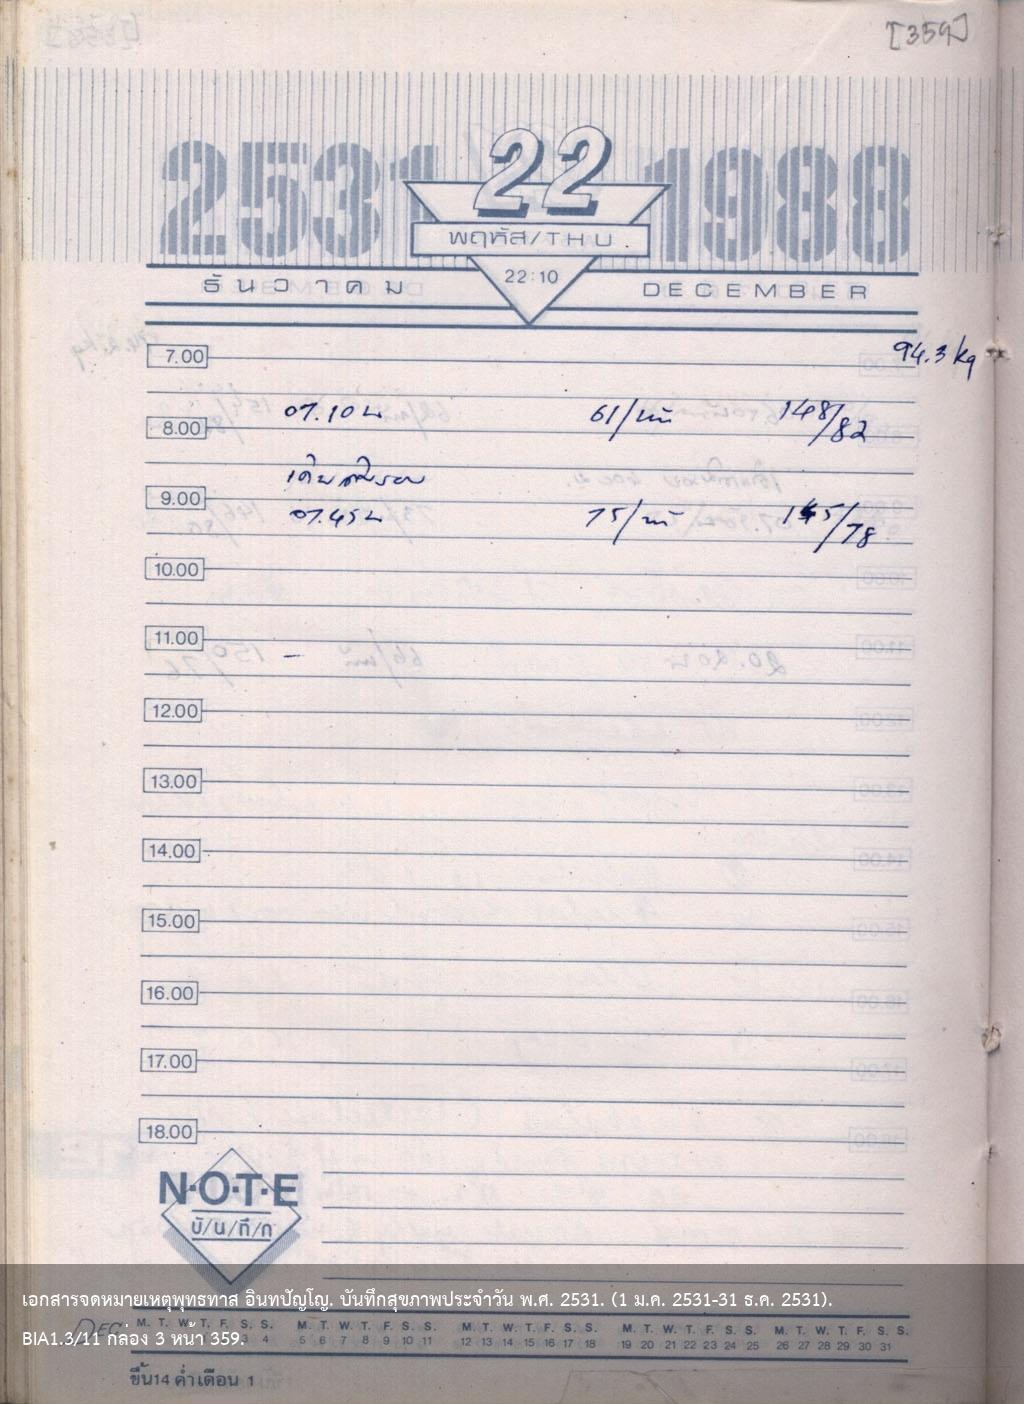 [359]
2531 22 1988
พฤหัส/THU
ธันวาคม 22:10 DECEMBER
7.00 94.3 kg
07.10 น 61/นาที 148/82
8.00
9.00
07.45 น 75/นาที 145/78
10.00
11.00 –
12.00
13.00
14.00
15.00
16.00
17.00
18.00
N·O·T·E
บั/น/ทึ/ก
เอกสารจดหมายเหตุพุทธทาส อินทปัญโญ. บันทึกสุขภาพประจำวัน พ.ศ. 2531. (1 ม.ค. 2531-31 ธ.ค. 2531).
DEC M. T. W. T. F. S. S. M. T. W. T. F. S. S. M. T. W. T. F. S. S. M. T. W. T. F. S. S. M. T. W. T. F. S. S.
3 4 5 6 7 8 9 10 11 12 13 14 15 16 17 18 19 20 21 22 23 24 25 26 27 28 29 30 31
BIA1.3/11 กล่อง 3 หน้า 359.
ขึ้น14 ค่ำเดือน 1